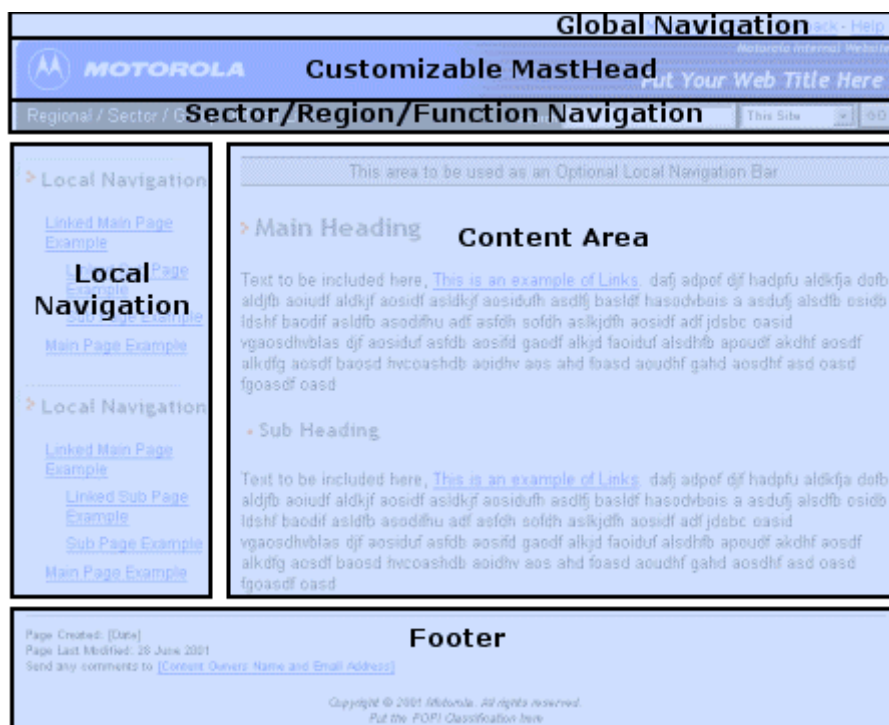 Global Navigation
ack - Help
Motorola Internal Website
MOTOROLA
Customizable MastHead
Put Your Web Title Here
Regional / Sector /
Sector/Region/Function Navigation
This Site
GO
Local Navigation
Linked Main Page
Example
Linked Sub Page
Example
Sub Page Example
Main Page Example
Local
Navigation
Local Navigation
Linked Main Page
Example
Linked Sub Page
Example
Sub Page Example
Main Page Example
This area to be used as an Optional Local Navigation Bar
Main Heading
Content Area
Text to be included here, This is an example of Links. dafj adpof djf hadpfu aldkfja dofb
aldjfb aoiudf aldkjf aosidf asldkjf aosidufh asdlfj basldf hasodvbois a asdufj alsdfb osidb
ldshf baodif asldfb asodifhu adf asfdh sofdh aslkjdfh aosidf adf jdsbc oasid
vgaosdhvblas djf aosiduf asfdb aosifd gaodf alkjd faoiduf alsdhfb apoudf akdhf aosdf
alkdfg aosdf baosd hvcoashdb aoidhv aos ahd foasd aoudhf gahd aosdhf asd oasd
fgoasdf oasd
Sub Heading
Text to be included here, This is an example of Links. dafj adpof djf hadpfu aldkfja dofb
aldjfb aoiudf aldkjf aosidf asldkjf aosidufh asdlfj basldf hasodvbois a asdufj alsdfb osidb
ldshf baodif asldfb asodifhu adf asfdh sofdh aslkjdfh aosidf adf jdsbc oasid
vgaosdhvblas djf aosiduf asfdb aosifd gaodf alkjd faoiduf alsdhfb apoudf akdhf aosdf
alkdfg aosdf baosd hvcoashdb aoidhv aos ahd foasd aoudhf gahd aosdhf asd oasd
fgoasdf oasd
Footer
Page Created: [Date]
Page Last Modified: 28 June 2001
Send any comments to [Content Owners Name and Email Address]
Copyright © 2001 Motorola. All rights reserved.
Put the POPI Classification here